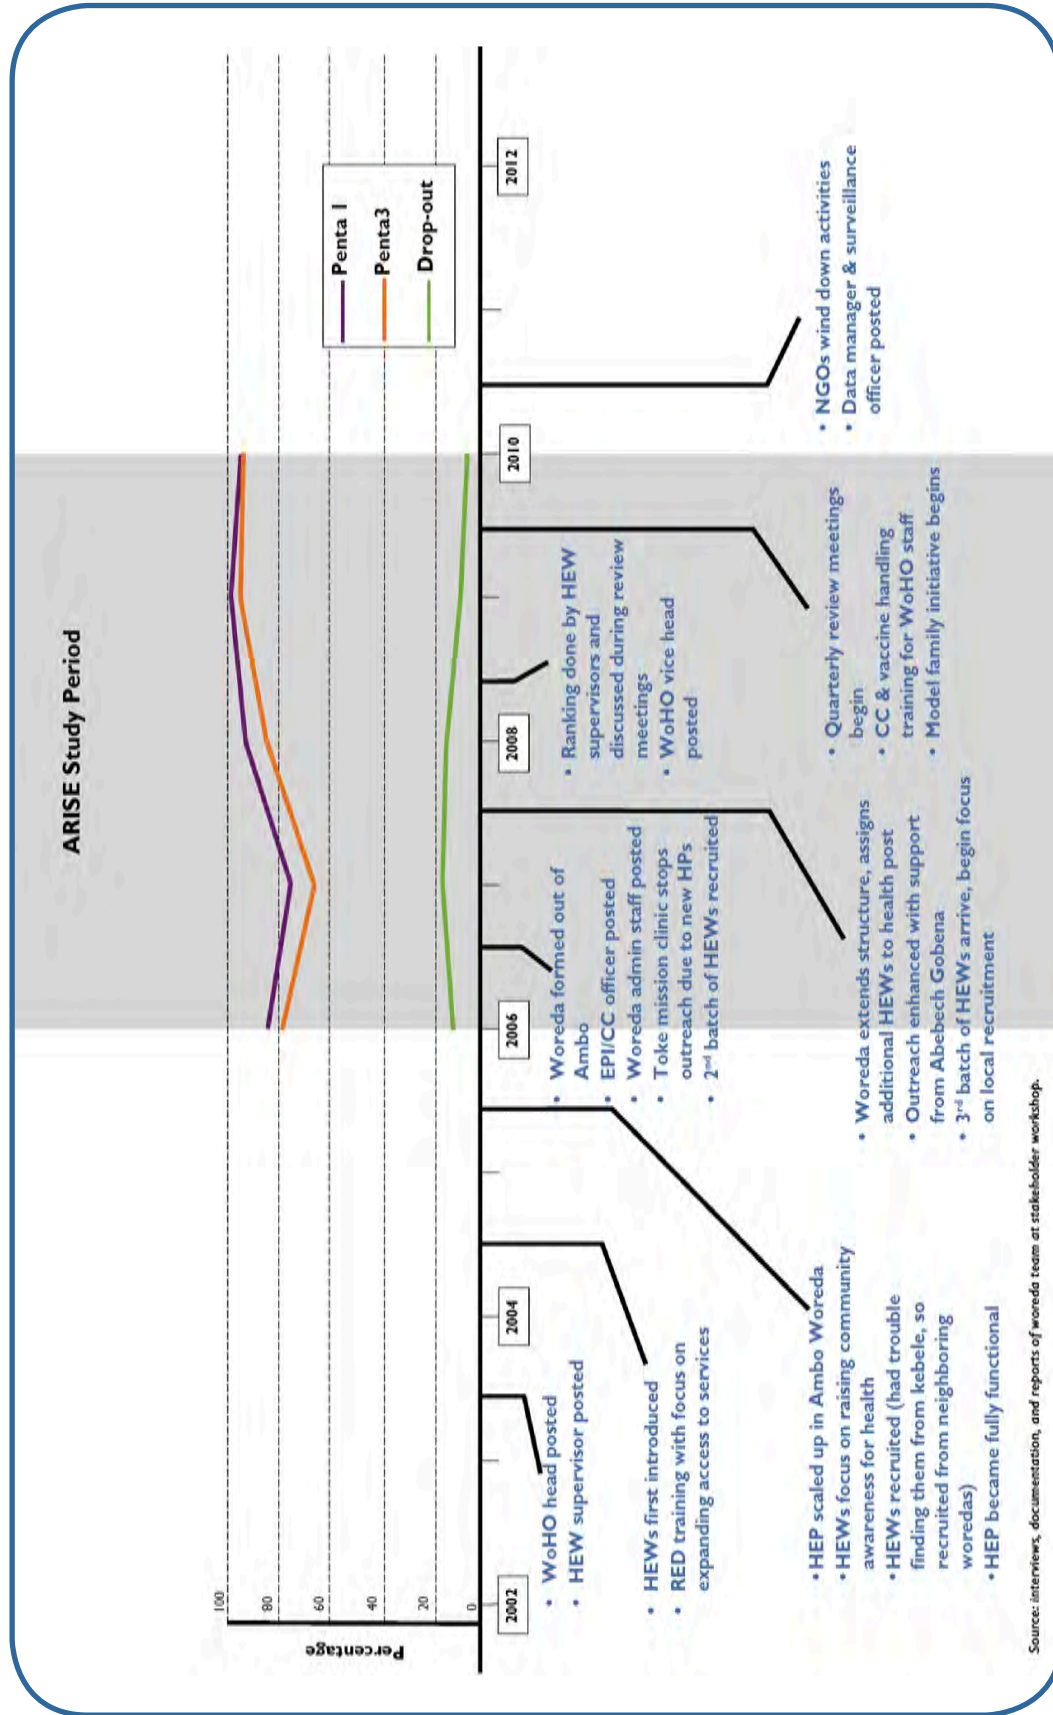 ARISE Study Period
Percentage
100
80
60
40
20
0
Penta 1
Penta3
Drop-out
2002
2004
2006
2008
2010
2012
• WoHO head posted
• HEW supervisor posted
• HEWs first introduced
• RED training with focus on
expanding access to services
• HEP scaled up in Ambo Woreda
• HEWs focus on raising community
awareness for health
• HEWs recruited (had trouble
finding them from kebele, so
recruited from neighboring
woredas)
• HEP became fully functional
• Woreda formed out of
Ambo
• EPI/CC officer posted
• Woreda admin staff posted
• Toke mission clinic stops
outreach due to new HPs
• 2nd batch of HEWs recruited
• Woreda extends structure, assigns
additional HEWs to health post
• Outreach enhanced with support
from Abebech Gobena
• 3rd batch of HEWs arrive, begin focus
on local recruitment
• Ranking done by HEW
supervisors and
discussed during review
meetings
• WoHO vice head
posted
• Quarterly review meetings
begin
• CC & vaccine handling
training for WoHO staff
• Model family initiative begins
• NGOs wind down activities
• Data manager & surveillance
officer posted
Source: interviews, documentation, and reports of woreda team at stakeholder workshop.